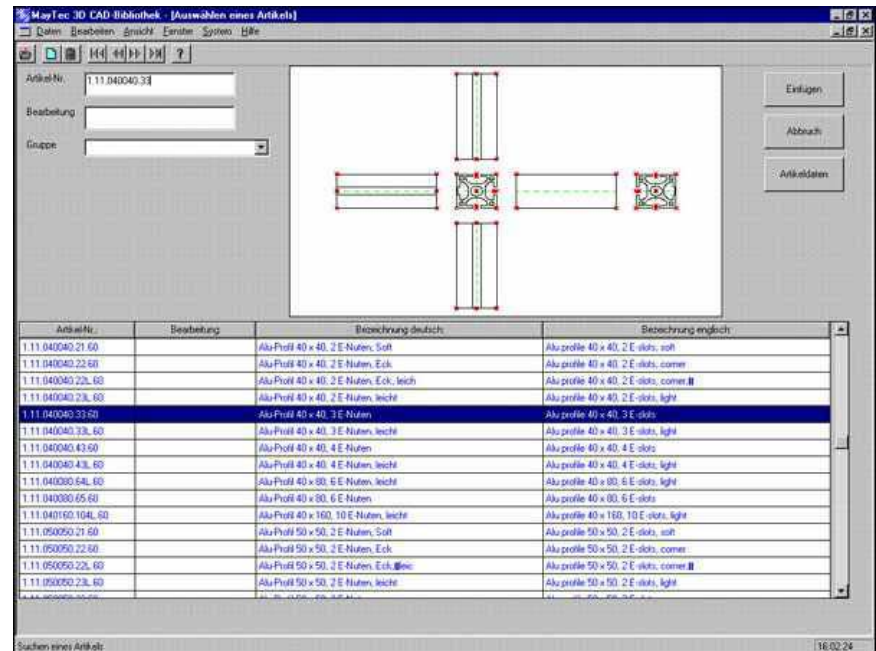 MayTec 3D CAD-Bibliothek - [Auswählen eines Artikels]
Daten Bearbeiten Ansicht Fenster System Hilfe
?
Artikel-Nr. 1.11.040040.33
Bearbeitung
Gruppe
Einfügen
Abbruch
Artikeldaten
Artikel-Nr. Bearbeitung Bezeichnung deutsch Bezeichnung englisch
1.11.040040.21.60 Alu-Profil 40 x 40, 2 E-Nuten, Soft Alu profile 40 x 40, 2 E-slots, soft
1.11.040040.22.60 Alu-Profil 40 x 40, 2 E-Nuten, Eck Alu profile 40 x 40, 2 E-slots, corner
1.11.040040.22L.60 Alu-Profil 40 x 40, 2 E-Nuten, Eck, leich Alu profile 40 x 40, 2 E-slots, corner,
1.11.040040.23L.60 Alu-Profil 40 x 40, 2 E-Nuten, leicht Alu profile 40 x 40, 2 E-slots, light
1.11.040040.33.60 Alu-Profil 40 x 40, 3 E-Nuten Alu profile 40 x 40, 3 E-slots
1.11.040040.33L.60 Alu-Profil 40 x 40, 3 E-Nuten, leicht Alu profile 40 x 40, 3 E-slots, light
1.11.040040.43.60 Alu-Profil 40 x 40, 4 E-Nuten Alu profile 40 x 40, 4 E-slots
1.11.040040.43L.60 Alu-Profil 40 x 40, 4 E-Nuten, leicht Alu profile 40 x 40, 4 E-slots, light
1.11.040080.64L.60 Alu-Profil 40 x 80, 6 E-Nuten, leicht Alu profile 40 x 80, 6 E-slots, light
1.11.040080.65.60 Alu-Profil 40 x 80, 6 E-Nuten Alu profile 40 x 80, 6 E-slots
1.11.040160.104L.60 Alu-Profil 40 x 160, 10 E-Nuten, leicht Alu profile 40 x 160, 10 E-slots, light
1.11.050050.21.60 Alu-Profil 50 x 50, 2 E-Nuten, Soft Alu profile 50 x 50, 2 E-slots, soft
1.11.050050.22.60 Alu-Profil 50 x 50, 2 E-Nuten, Eck Alu profile 50 x 50, 2 E-slots, corner
1.11.050050.22L.60 Alu-Profil 50 x 50, 2 E-Nuten, Eck, leic Alu profile 50 x 50, 2 E-slots, corner,
1.11.050050.23L.60 Alu-Profil 50 x 50, 2 E-Nuten, leicht Alu profile 50 x 50, 2 E-slots, light
Suchen eines Artikels 16:02:24